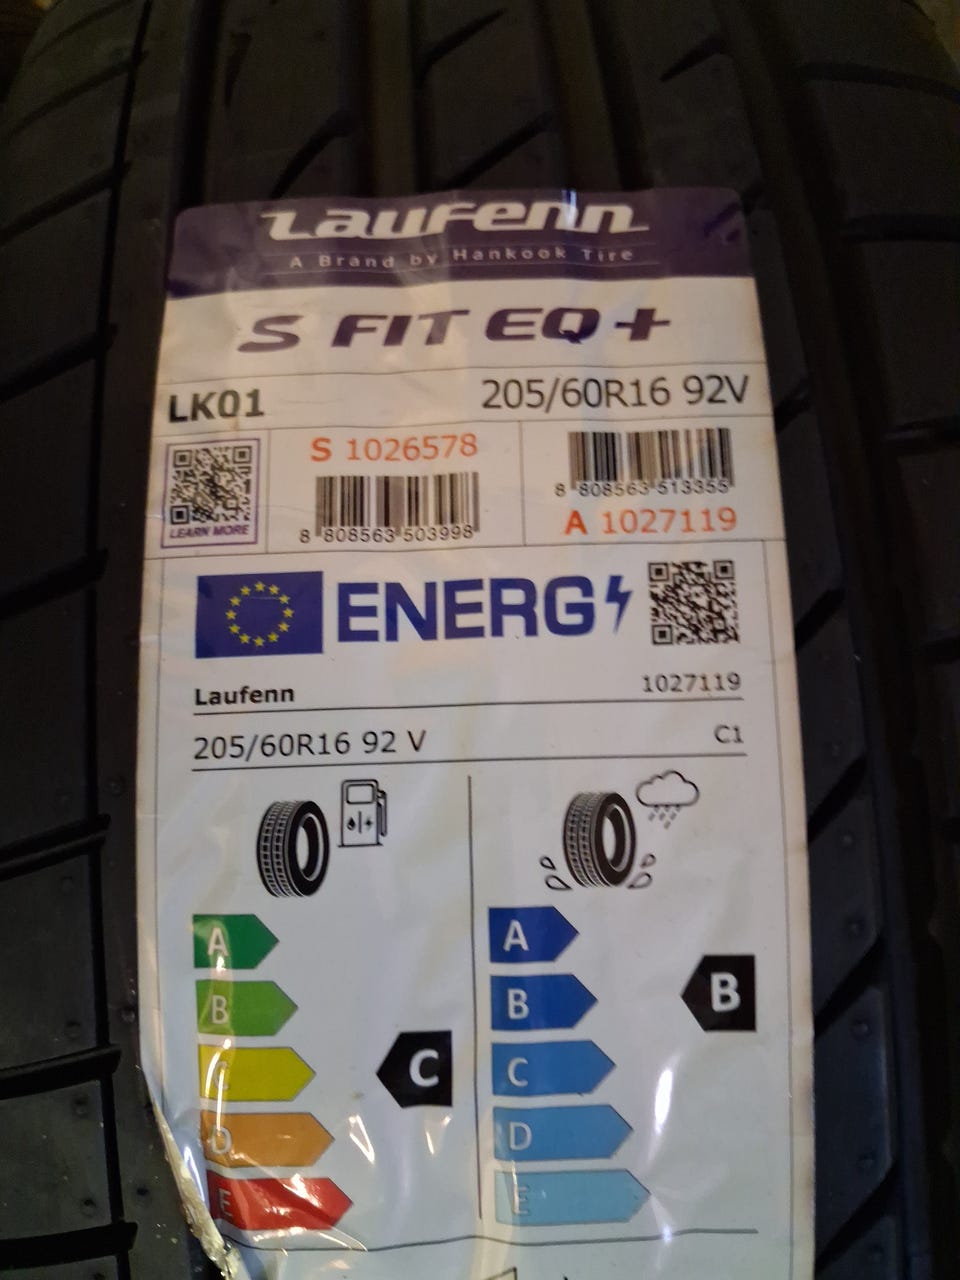 Laufenn
A Brand by Hankook Tire
S FIT EQ+
LK01 205/60R16 92V
LEARN MORE
S 1026578
8 808563 503998
8 808563 513355
A 1027119
ENERG
Laufenn 1027119
205/60R16 92 V C1
A
B
C
D
E
C
A
B
C
D
E
B